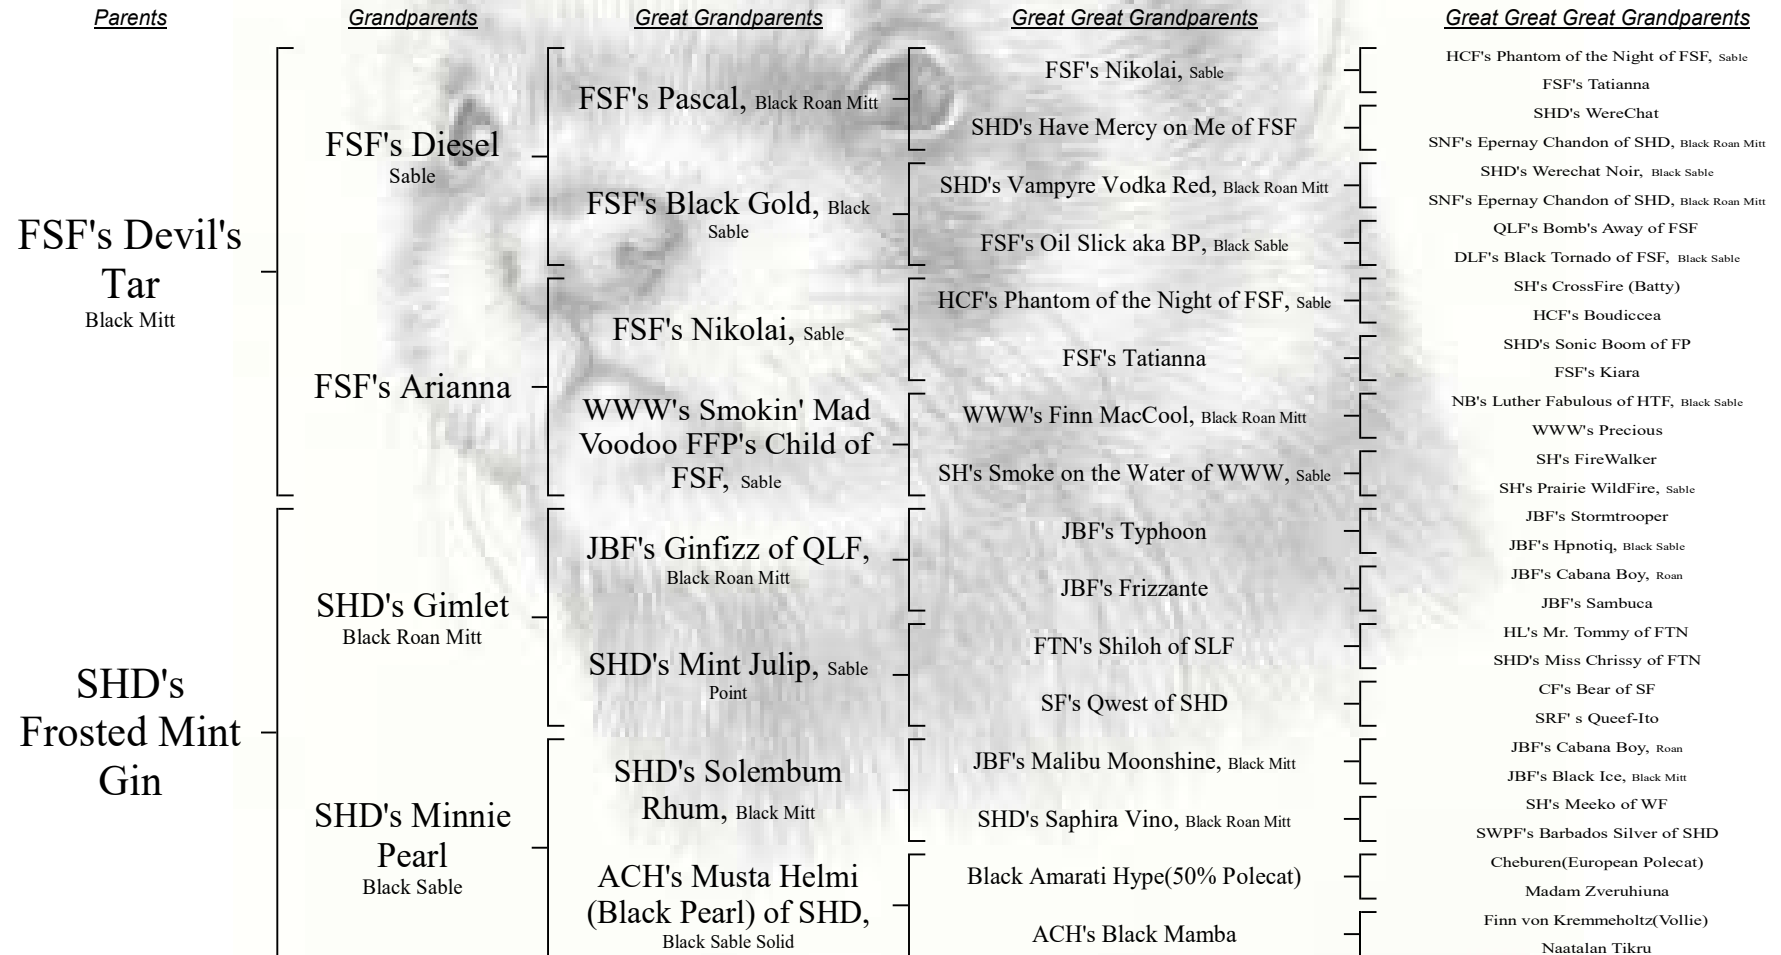 Parents Grandparents Great Grandparents Great Great Grandparents Great Great Great Grandparents
FSF's Devil's
Tar
Black Mitt
SHD's
Frosted Mint
Gin
FSF's Diesel
Sable
FSF's Arianna
SHD's Gimlet
Black Roan Mitt
SHD's Minnie
Pearl
Black Sable
FSF's Pascal, Black Roan Mitt
FSF's Black Gold, Black
Sable
FSF's Nikolai, Sable
WWW's Smokin' Mad
Voodoo FFP's Child of
FSF, Sable
JBF's Ginfizz of QLF,
Black Roan Mitt
SHD's Mint Julip, Sable
Point
SHD's Solembum
Rhum, Black Mitt
ACH's Musta Helmi
(Black Pearl) of SHD,
Black Sable Solid
FSF's Nikolai, Sable
SHD's Have Mercy on Me of FSF
SHD's Vampyre Vodka Red, Black Roan Mitt
FSF's Oil Slick aka BP, Black Sable
HCF's Phantom of the Night of FSF, Sable
FSF's Tatianna
WWW's Finn MacCool, Black Roan Mitt
SH's Smoke on the Water of WWW, Sable
JBF's Typhoon
JBF's Frizzante
FTN's Shiloh of SLF
SF's Qwest of SHD
JBF's Malibu Moonshine, Black Mitt
SHD's Saphira Vino, Black Roan Mitt
Black Amarati Hype(50% Polecat)
ACH's Black Mamba
HCF's Phantom of the Night of FSF, Sable
FSF's Tatianna
SHD's WereChat
SNF's Epernay Chandon of SHD, Black Roan Mitt
SHD's Werechat Noir, Black Sable
SNF's Epernay Chandon of SHD, Black Roan Mitt
QLF's Bomb's Away of FSF
DLF's Black Tornado of FSF, Black Sable
SH's CrossFire (Batty)
HCF's Boudiccea
SHD's Sonic Boom of FP
FSF's Kiara
NB's Luther Fabulous of HTF, Black Sable
WWW's Precious
SH's FireWalker
SH's Prairie WildFire, Sable
JBF's Stormtrooper
JBF's Hpnotiq, Black Sable
JBF's Cabana Boy, Roan
JBF's Sambuca
HL's Mr. Tommy of FTN
SHD's Miss Chrissy of FTN
CF's Bear of SF
SRF' s Queef-Ito
JBF's Cabana Boy, Roan
JBF's Black Ice, Black Mitt
SH's Meeko of WF
SWPF's Barbados Silver of SHD
Cheburen(European Polecat)
Madam Zveruhiuna
Finn von Kremmeholtz(Vollie)
Naatalan Tikru